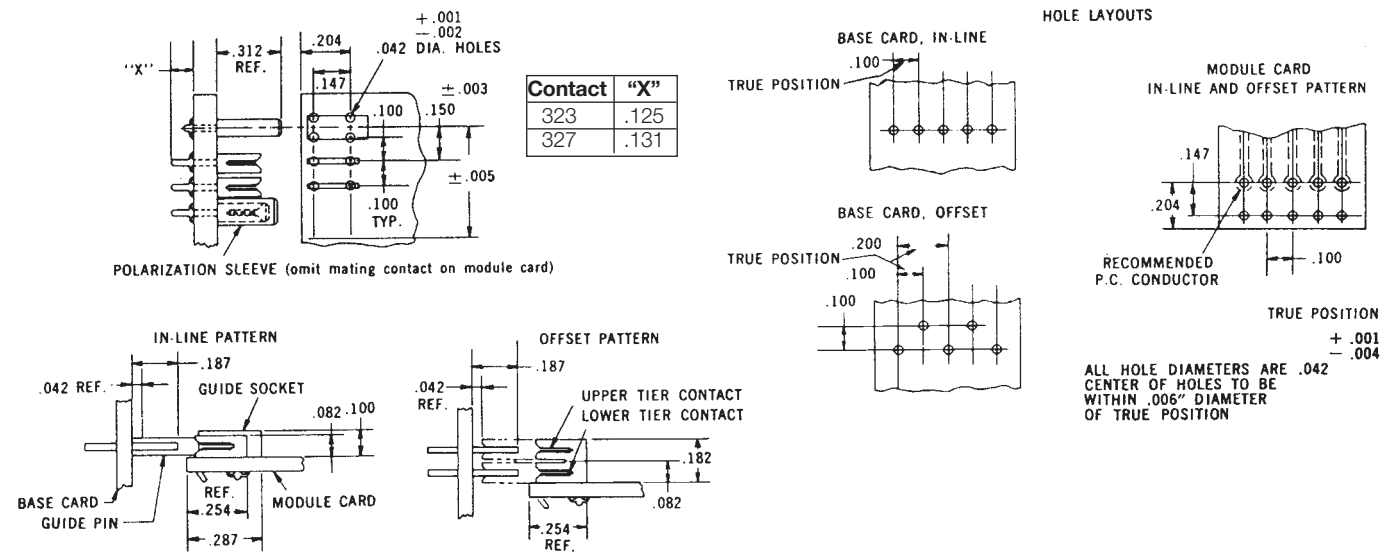 + .001
− .002
.042 DIA. HOLES
"X"
.312
REF.
.204
.147
± .003
.100
.150
± .005
.100
TYP.
POLARIZATION SLEEVE (omit mating contact on module card)
Contact "X"
323 .125
327 .131
HOLE LAYOUTS
BASE CARD, IN-LINE
.100
TRUE POSITION
MODULE CARD
IN-LINE AND OFFSET PATTERN
.147
.204
RECOMMENDED
P.C. CONDUCTOR
.100
BASE CARD, OFFSET
.200
TRUE POSITION
.100
.100
TRUE POSITION
+ .001
− .004
ALL HOLE DIAMETERS ARE .042
CENTER OF HOLES TO BE
WITHIN .006" DIAMETER
OF TRUE POSITION
IN-LINE PATTERN
.187
.042 REF.
GUIDE SOCKET
.082
.100
BASE CARD
GUIDE PIN
REF.
.254
.287
MODULE CARD
OFFSET PATTERN
.187
.042
REF.
UPPER TIER CONTACT
LOWER TIER CONTACT
.182
.082
.254
REF.